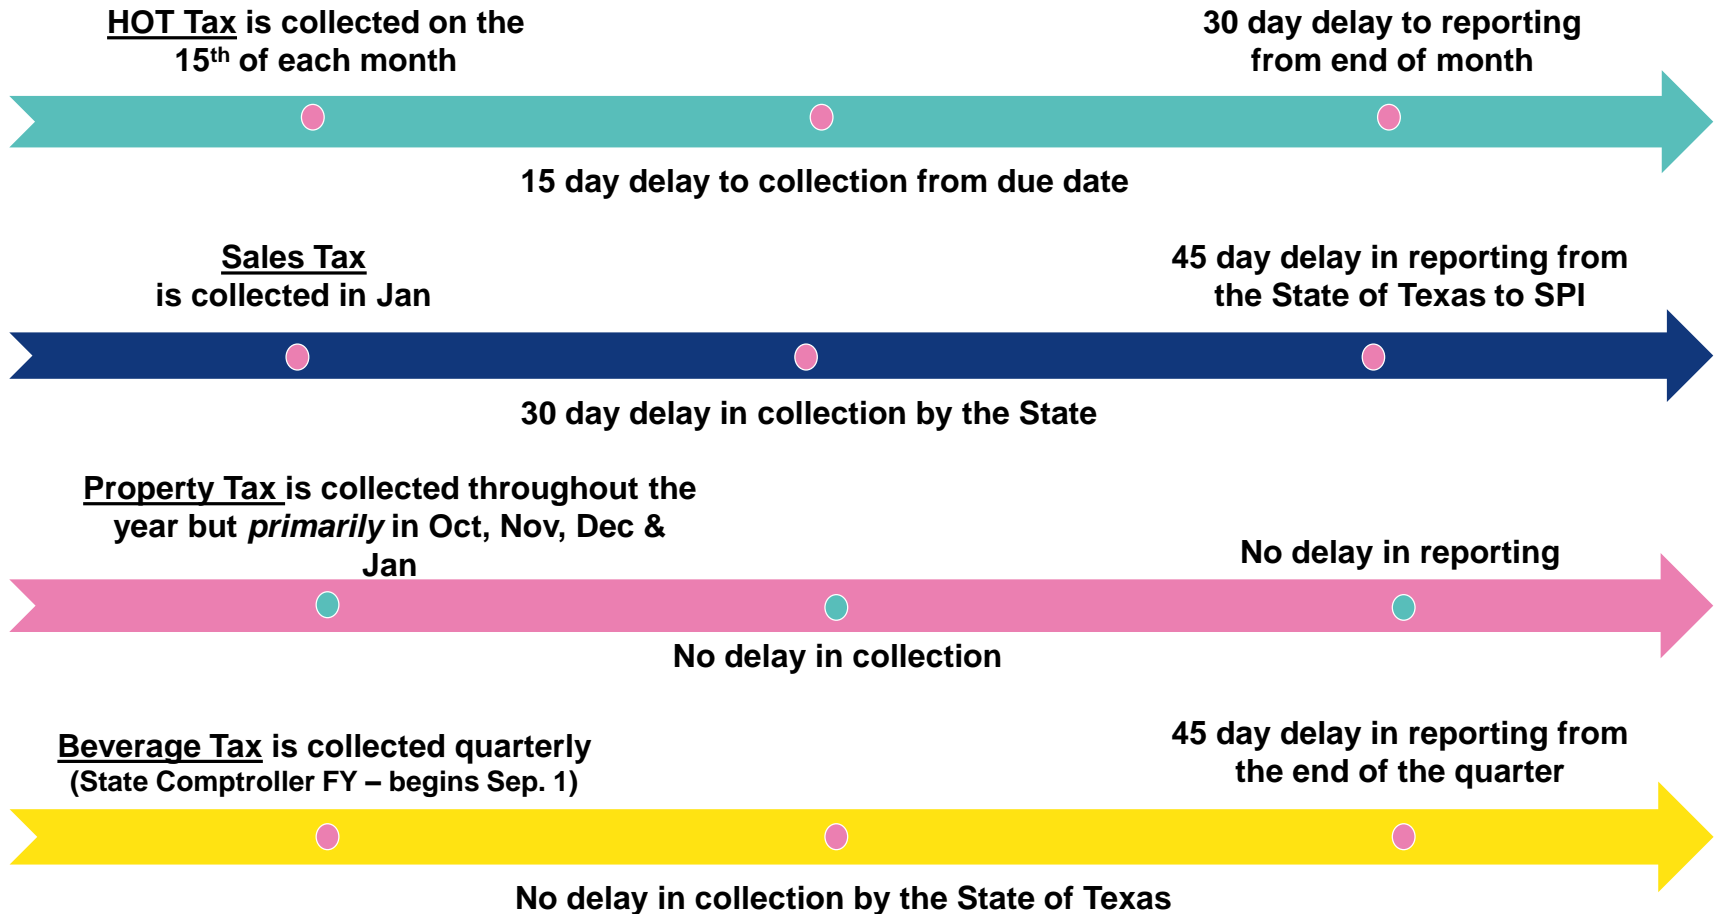 HOT Tax is collected on the
15th of each month
30 day delay to reporting
from end of month
15 day delay to collection from due date
Sales Tax
is collected in Jan
45 day delay in reporting from
the State of Texas to SPI
30 day delay in collection by the State
Property Tax is collected throughout the
year but primarily in Oct, Nov, Dec &
Jan
No delay in reporting
No delay in collection
Beverage Tax is collected quarterly
(State Comptroller FY – begins Sep. 1)
45 day delay in reporting from
the end of the quarter
No delay in collection by the State of Texas